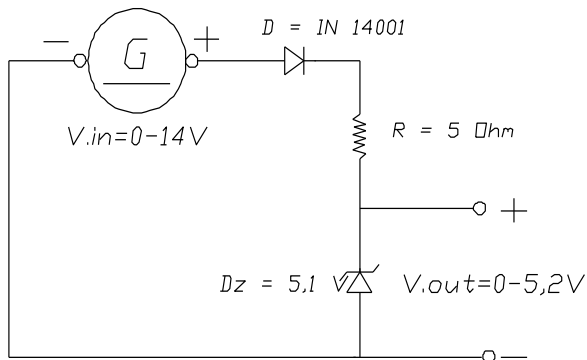 D = IN 14001
− G +
V.in=0-14V
R = 5 Ohm
+
Dz = 5,1 V
V.out=0-5,2V
−